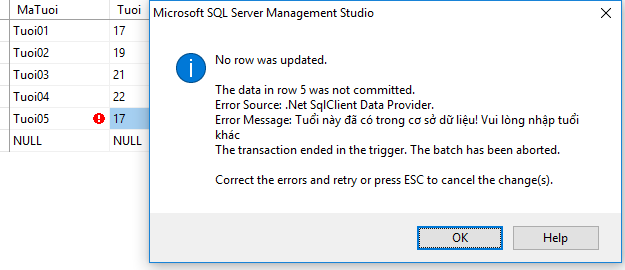 MaTuoi Tuoi
Tuoi01 17
Tuoi02 19
Tuoi03 21
Tuoi04 22
Tuoi05 17
NULL NULL
Microsoft SQL Server Management Studio
No row was updated.
The data in row 5 was not committed.
Error Source: .Net SqlClient Data Provider.
Error Message: Tuổi này đã có trong cơ sở dữ liệu! Vui lòng nhập tuổi
khác
The transaction ended in the trigger. The batch has been aborted.
Correct the errors and retry or press ESC to cancel the change(s).
OK Help